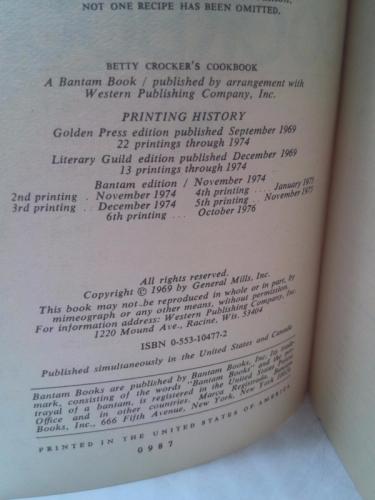 NOT ONE RECIPE HAS BEEN OMITTED.
BETTY CROCKER'S COOKBOOK
A Bantam Book / published by arrangement with
Western Publishing Company, Inc.
PRINTING HISTORY
Golden Press edition published September 1969
22 printings through 1974
Literary Guild edition published December 1969
13 printings through 1974
Bantam edition / November 1974
2nd printing .. November 1974 4th printing .... January 1975
3rd printing .. December 1974 5th printing .. November 1975
6th printing ... October 1976
All rights reserved.
Copyright © 1969 by General Mills, Inc.
This book may not be reproduced in whole or in part, by
mimeograph or any other means, without permission.
For information address: Western Publishing Company, Inc.
1220 Mound Ave., Racine, Wis. 53404
ISBN 0-553-10477-2
Published simultaneously in the United States and Canada
Bantam Books are published by Bantam Books, Inc. Its trade-
mark, consisting of the words "Bantam Books" and the por-
trayal of a bantam, is registered in the United States Patent
Office and in other countries. Marca Registrada. Bantam
Books, Inc., 666 Fifth Avenue, New York, New York 10019.
PRINTED IN THE UNITED STATES OF AMERICA
0987